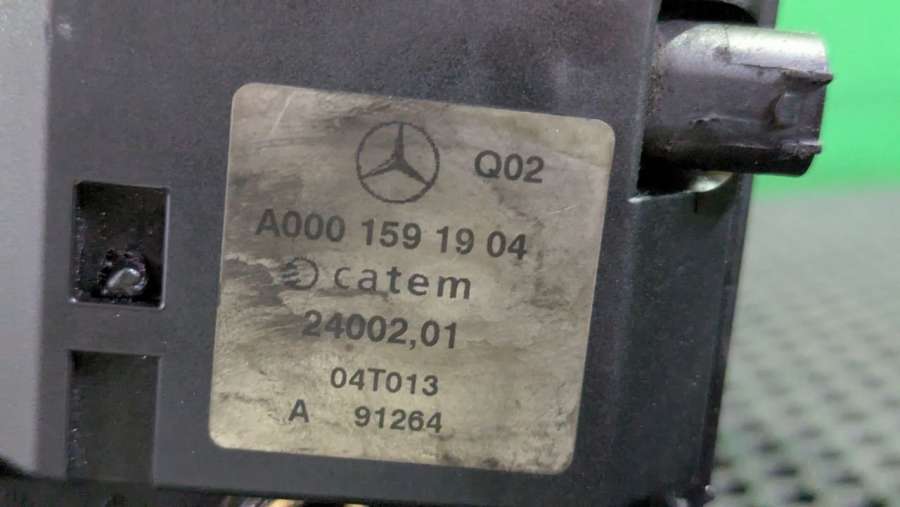 Q02
A000 159 19 04
catem
24002,01
04T013
A 91264